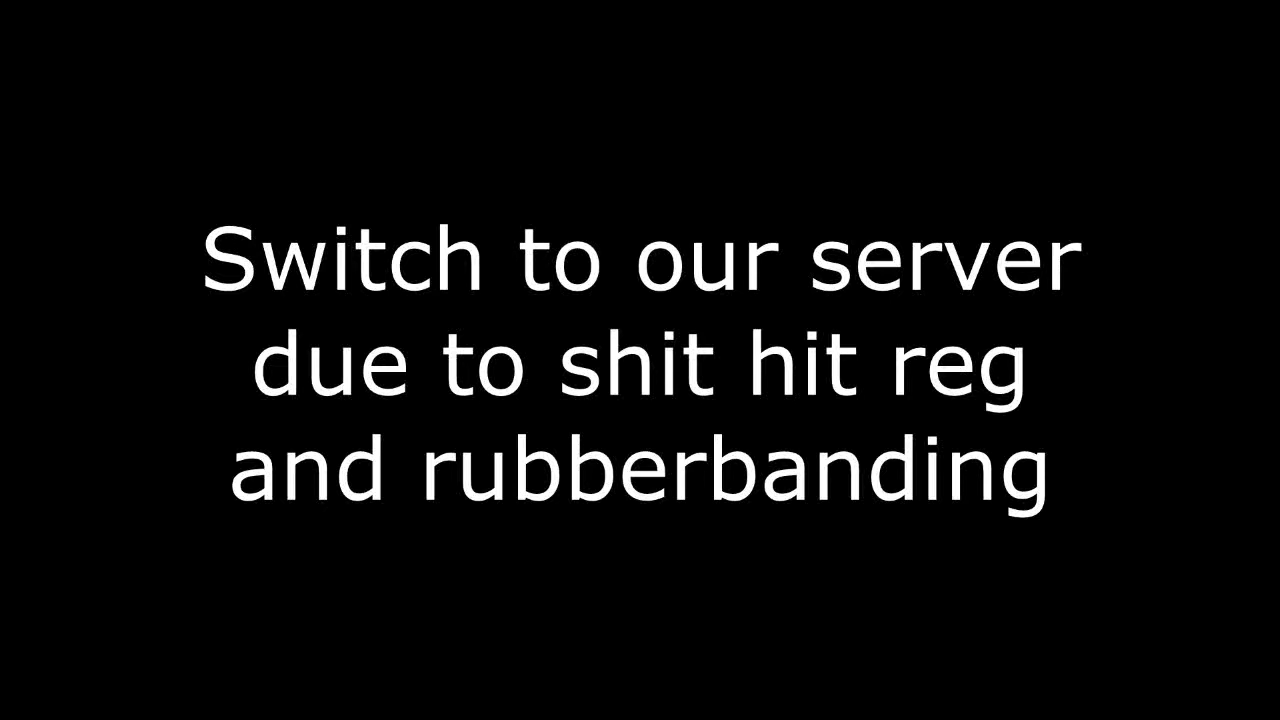 Switch to our server
due to shit hit reg
and rubberbanding